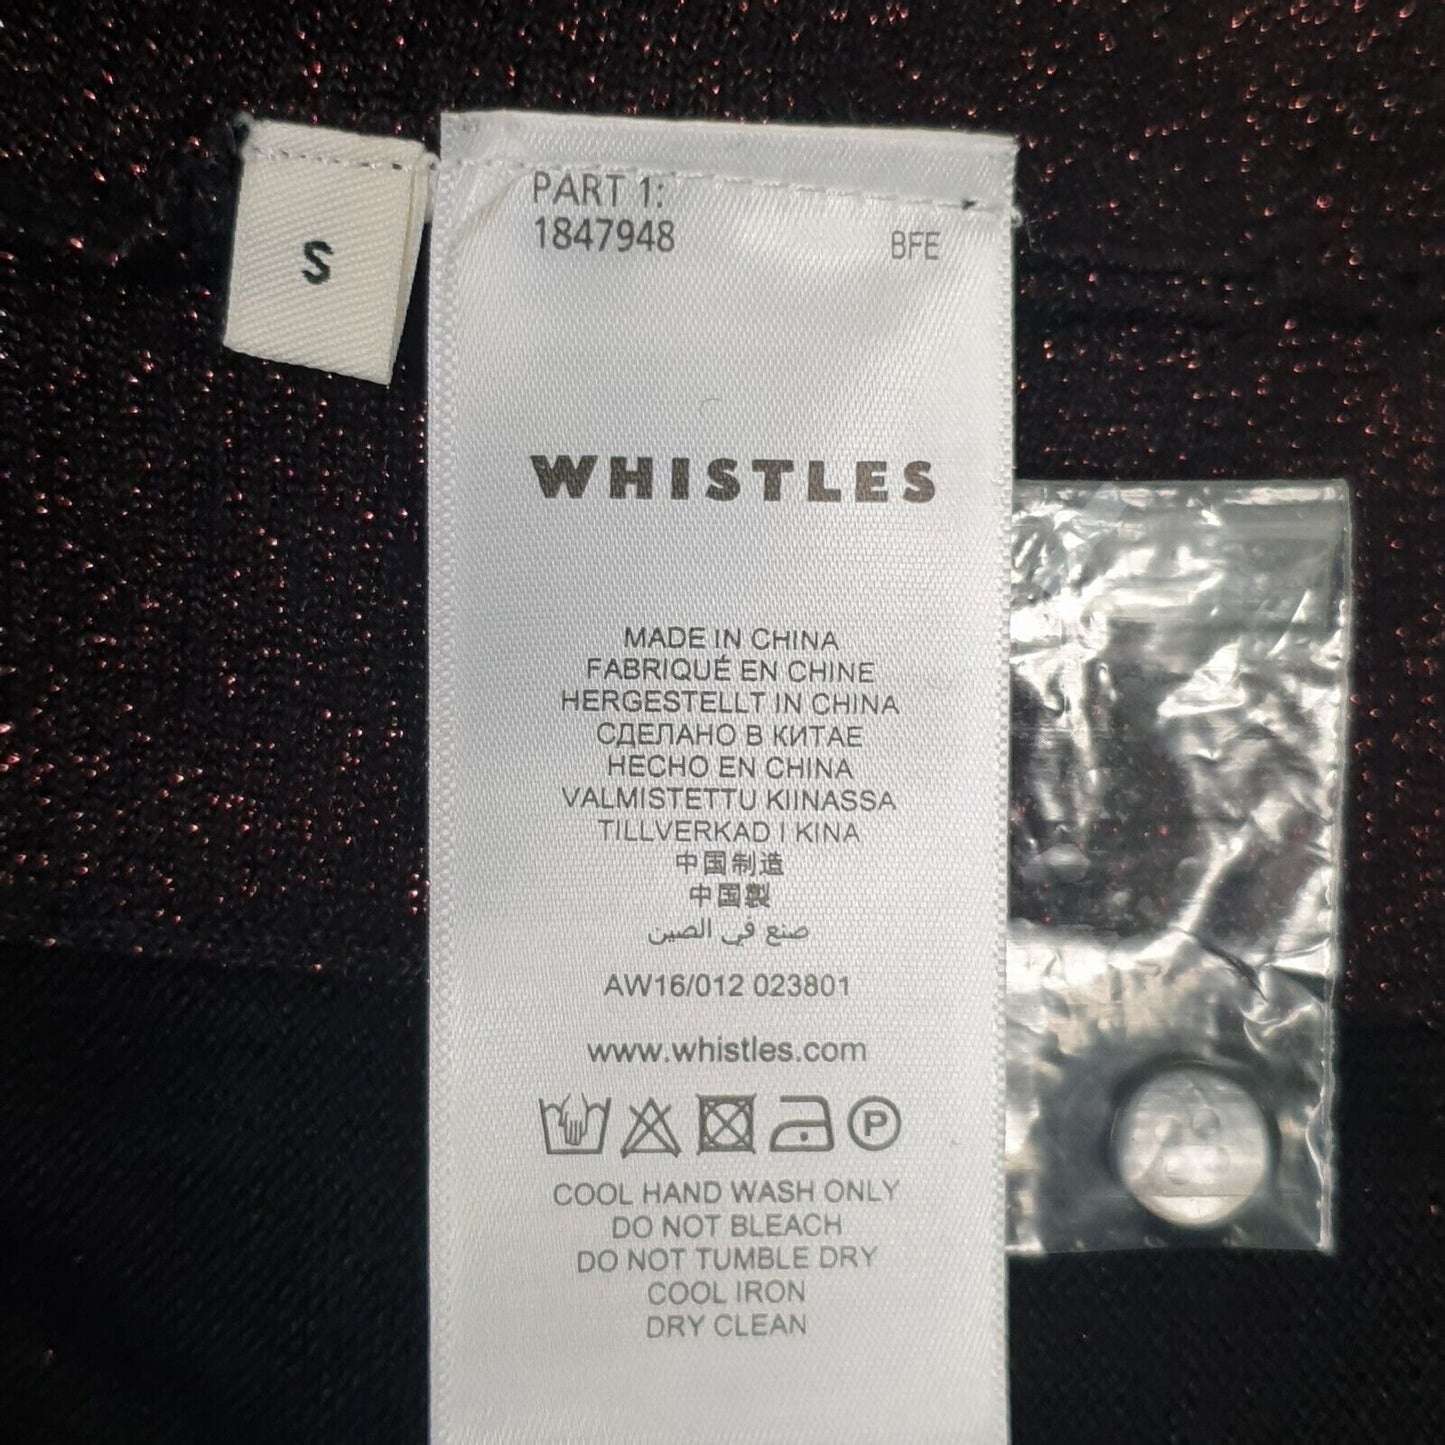 S
PART 1:
1847948
BFE
WHISTLES
MADE IN CHINA
FABRIQUÉ EN CHINE
HERGESTELLT IN CHINA
СДЕЛАНО В КИТАЕ
HECHO EN CHINA
VALMISTETTU KIINASSA
TILLVERKAD I KINA
中国制造
中国製
صنع في الصين
AW16/012 023801
www.whistles.com
P
COOL HAND WASH ONLY
DO NOT BLEACH
DO NOT TUMBLE DRY
COOL IRON
DRY CLEAN